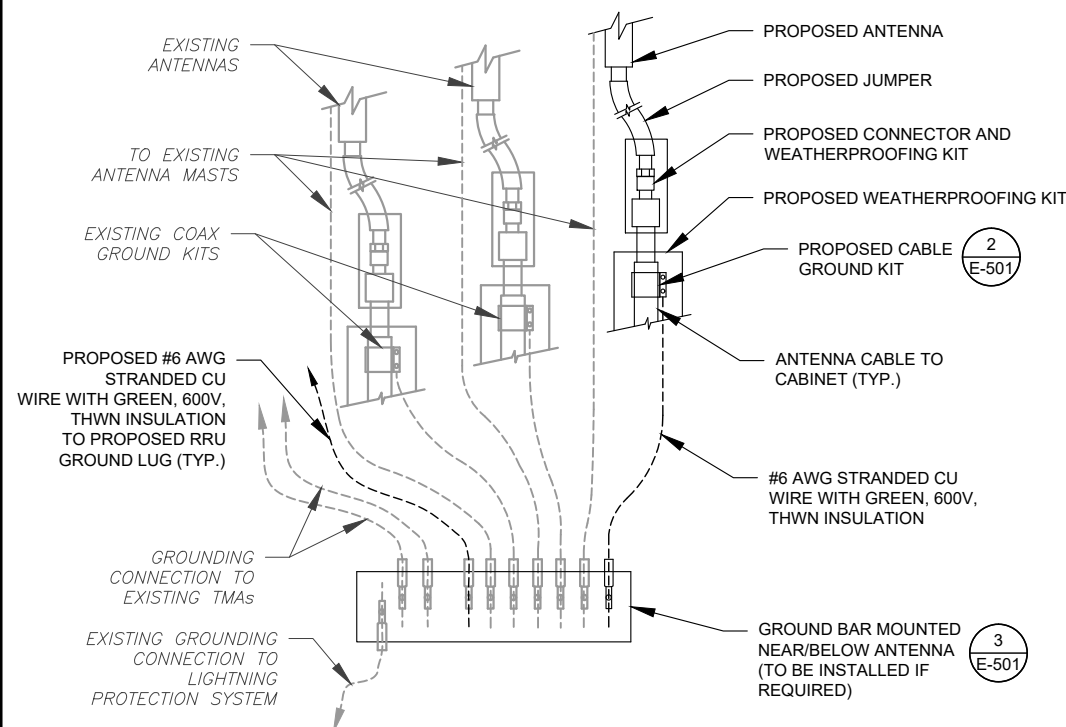 EXISTING
ANTENNAS
TO EXISTING
ANTENNA MASTS
EXISTING COAX
GROUND KITS
PROPOSED #6 AWG
STRANDED CU
WIRE WITH GREEN, 600V,
THWN INSULATION
TO PROPOSED RRU
GROUND LUG (TYP.)
GROUNDING
CONNECTION TO
EXISTING TMAs
EXISTING GROUNDING
CONNECTION TO
LIGHTNING
PROTECTION SYSTEM
PROPOSED ANTENNA
PROPOSED JUMPER
PROPOSED CONNECTOR AND
WEATHERPROOFING KIT
PROPOSED WEATHERPROOFING KIT
PROPOSED CABLE
GROUND KIT
2
E-501
ANTENNA CABLE TO
CABINET (TYP.)
#6 AWG STRANDED CU
WIRE WITH GREEN, 600V,
THWN INSULATION
GROUND BAR MOUNTED
NEAR/BELOW ANTENNA
(TO BE INSTALLED IF
REQUIRED)
3
E-501